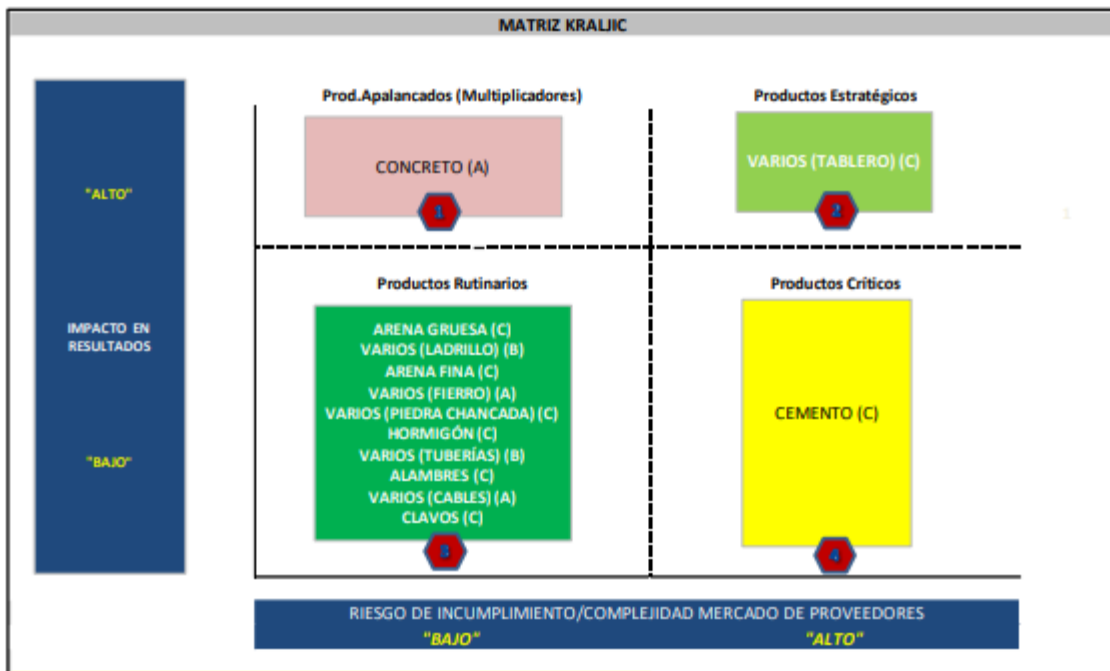 MATRIZ KRALJIC
Prod.Apalancados (Multiplicadores)
Productos Estratégicos
CONCRETO (A)
VARIOS (TABLERO) (C)
"ALTO"
1
2
1
Productos Rutinarios
Productos Críticos
IMPACTO EN
RESULTADOS
ARENA GRUESA (C)
VARIOS (LADRILLO) (B)
ARENA FINA (C)
VARIOS (FIERRO) (A)
VARIOS (PIEDRA CHANCADA) (C)
HORMIGÓN (C)
VARIOS (TUBERÍAS) (B)
ALAMBRES (C)
VARIOS (CABLES) (A)
CLAVOS (C)
CEMENTO (C)
"BAJO"
3
4
RIESGO DE INCUMPLIMIENTO/COMPLEJIDAD MERCADO DE PROVEEDORES
"BAJO"
"ALTO"